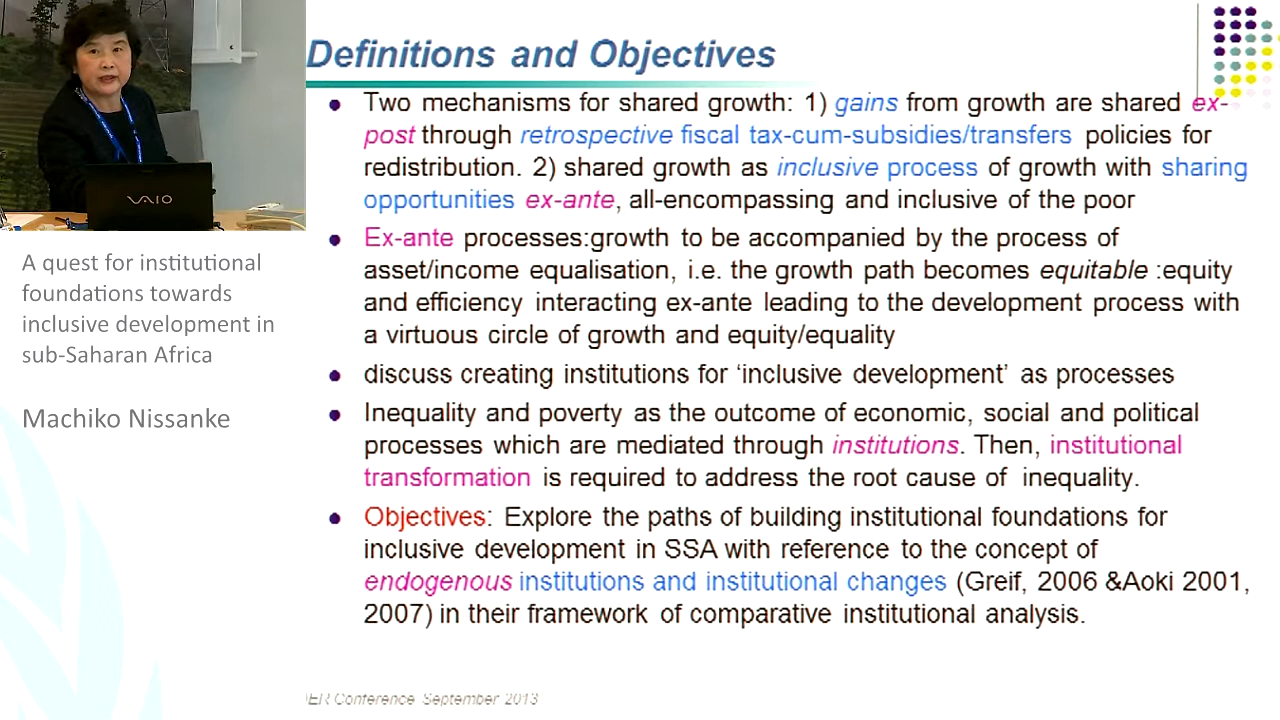 VAIO
A quest for institutional
foundations towards
inclusive development in
sub-Saharan Africa
Machiko Nissanke
Definitions and Objectives
Two mechanisms for shared growth: 1) gains from growth are shared ex-
post through retrospective fiscal tax-cum-subsidies/transfers policies for
redistribution. 2) shared growth as inclusive process of growth with sharing
opportunities ex-ante, all-encompassing and inclusive of the poor
Ex-ante processes:growth to be accompanied by the process of
asset/income equalisation, i.e. the growth path becomes equitable :equity
and efficiency interacting ex-ante leading to the development process with
a virtuous circle of growth and equity/equality
discuss creating institutions for ‘inclusive development’ as processes
Inequality and poverty as the outcome of economic, social and political
processes which are mediated through institutions. Then, institutional
transformation is required to address the root cause of inequality.
Objectives: Explore the paths of building institutional foundations for
inclusive development in SSA with reference to the concept of
endogenous institutions and institutional changes (Greif, 2006 &Aoki 2001,
2007) in their framework of comparative institutional analysis.
Conference September 2013